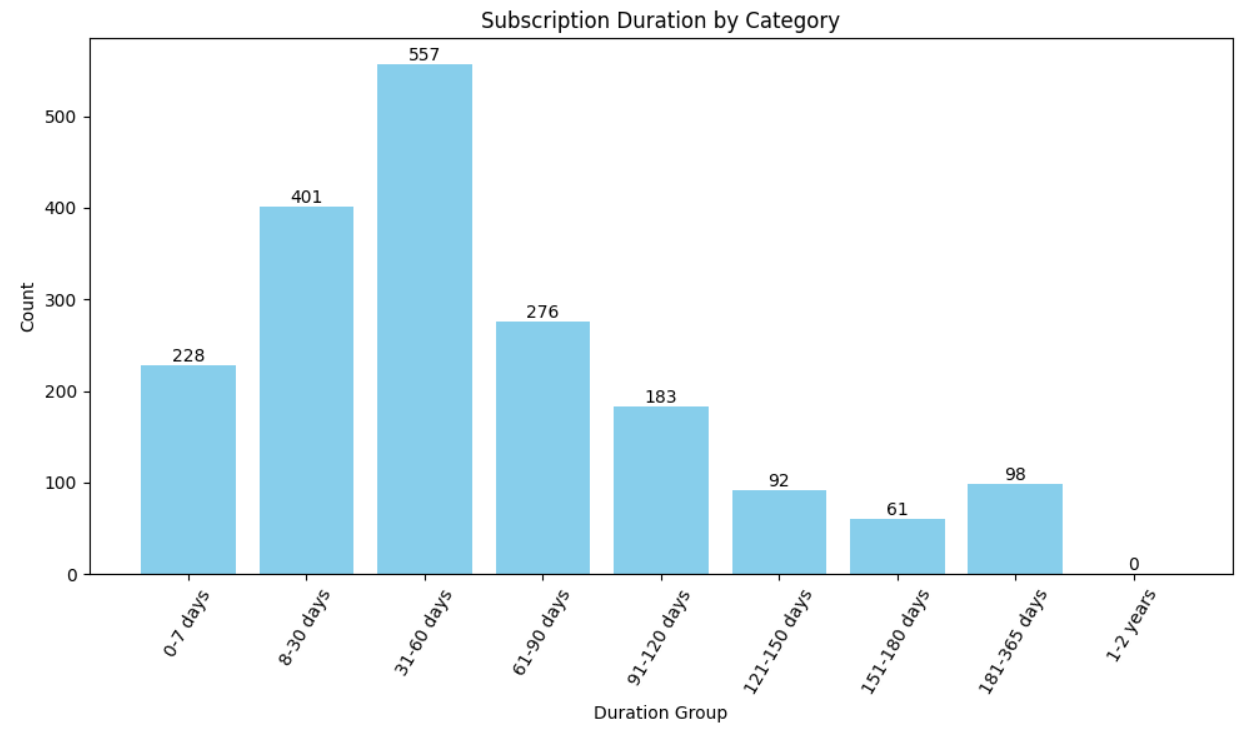 Subscription Duration by Category
Count
500
400
300
200
100
0
557
401
228
276
183
92
61
98
0
0-7 days
8-30 days
31-60 days
61-90 days
91-120 days
121-150 days
151-180 days
181-365 days
1-2 years
Duration Group